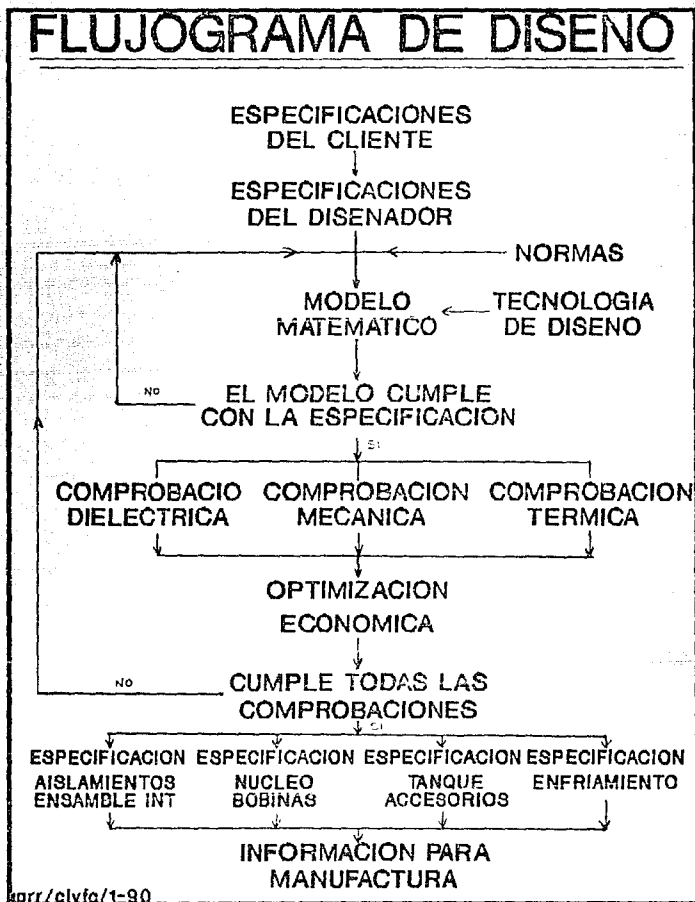 FLUJOGRAMA DE DISENO
ESPECIFICACIONES
DEL CLIENTE
ESPECIFICACIONES
DEL DISENADOR
NORMAS
MODELO
MATEMATICO
TECNOLOGIA
DE DISENO
NO
EL MODELO CUMPLE
CON LA ESPECIFICACION
SI
COMPROBACIO
DIELECTRICA
COMPROBACION
MECANICA
COMPROBACION
TERMICA
OPTIMIZACION
ECONOMICA
NO
CUMPLE TODAS LAS
COMPROBACIONES
SI
ESPECIFICACION
AISLAMIENTOS
ENSAMBLE INT
ESPECIFICACION
NUCLEO
BOBINAS
ESPECIFICACION
TANQUE
ACCESORIOS
ESPECIFICACION
ENFRIAMIENTO
INFORMACION PARA
MANUFACTURA